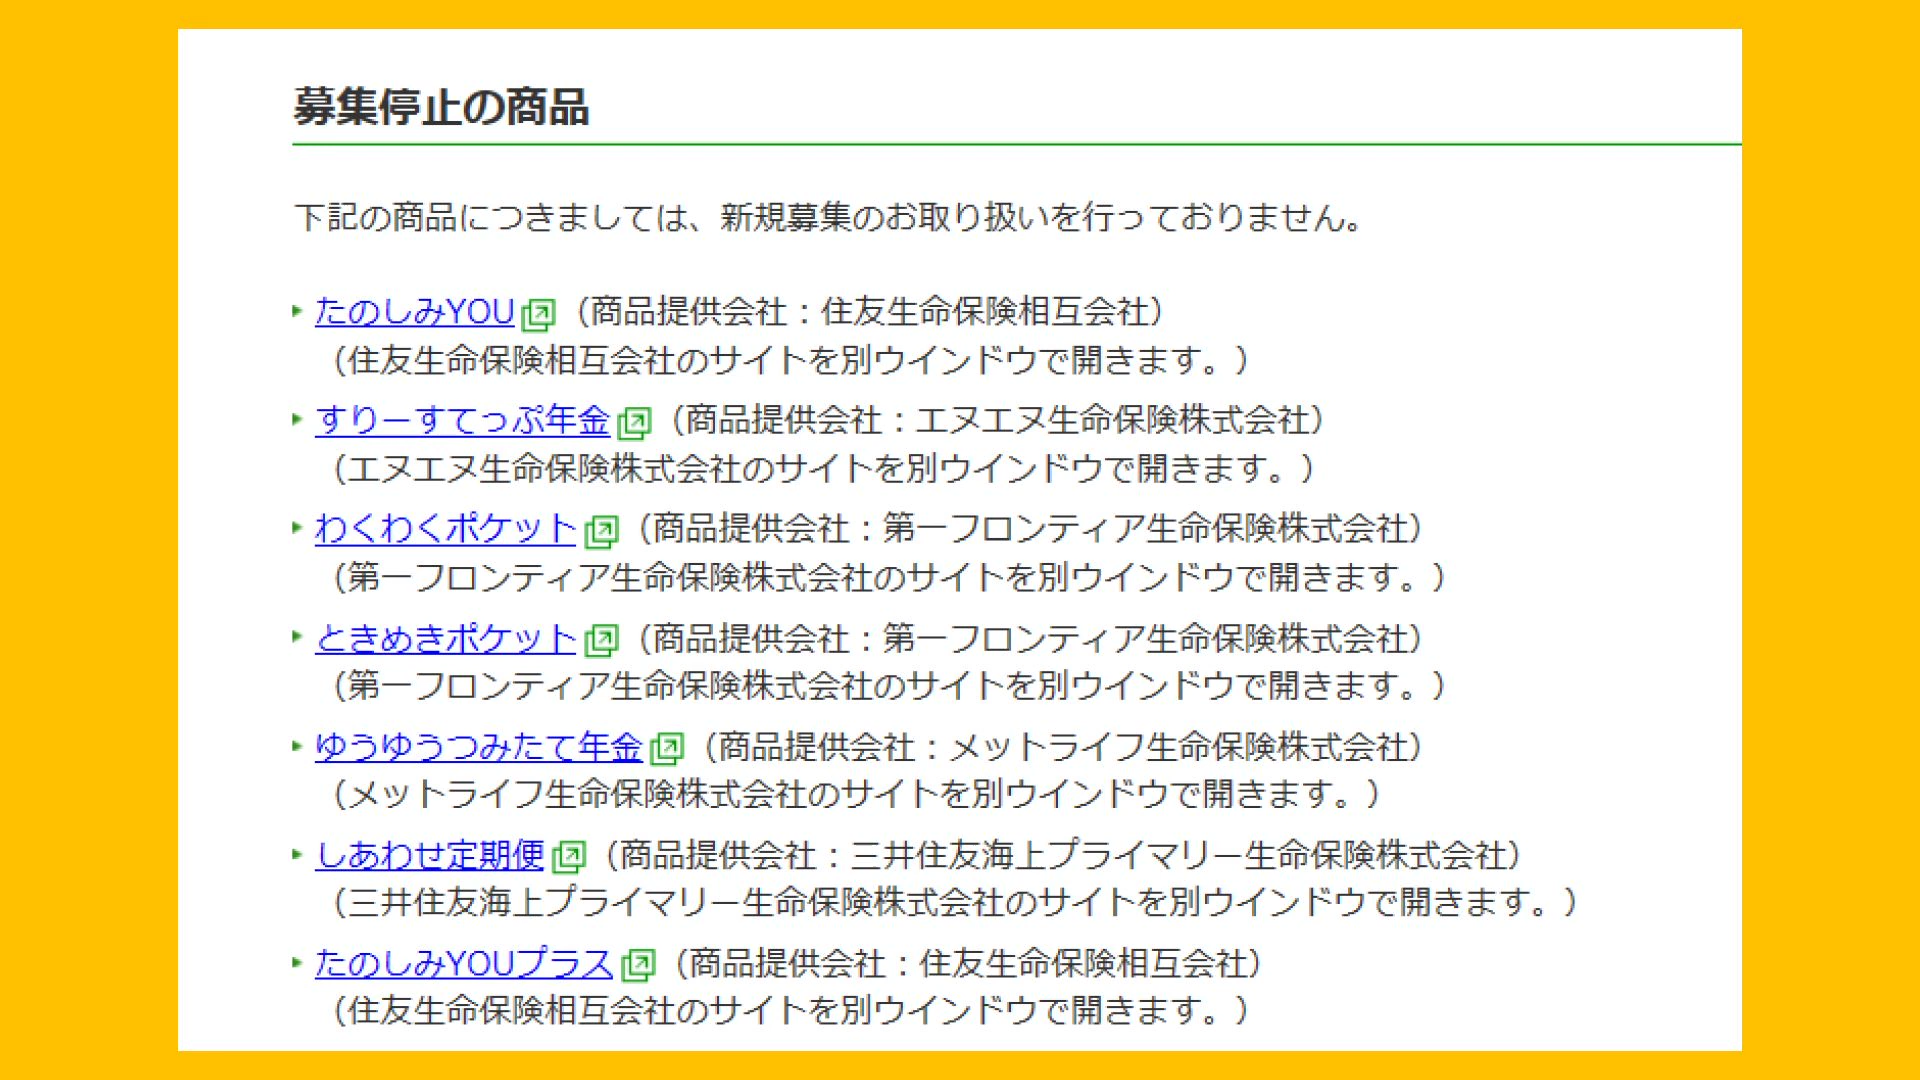 募集停止の商品
下記の商品につきましては、新規募集のお取り扱いを行っておりません。
たのしみYOU（商品提供会社：住友生命保険相互会社）
（住友生命保険相互会社のサイトを別ウインドウで開きます。）
すりーすてっぷ年金（商品提供会社：エヌエヌ生命保険株式会社）
（エヌエヌ生命保険株式会社のサイトを別ウインドウで開きます。）
わくわくポケット（商品提供会社：第一フロンティア生命保険株式会社）
（第一フロンティア生命保険株式会社のサイトを別ウインドウで開きます。）
ときめきポケット（商品提供会社：第一フロンティア生命保険株式会社）
（第一フロンティア生命保険株式会社のサイトを別ウインドウで開きます。）
ゆうゆうつみたて年金（商品提供会社：メットライフ生命保険株式会社）
（メットライフ生命保険株式会社のサイトを別ウインドウで開きます。）
しあわせ定期便（商品提供会社：三井住友海上プライマリー生命保険株式会社）
（三井住友海上プライマリー生命保険株式会社のサイトを別ウインドウで開きます。）
たのしみYOUプラス（商品提供会社：住友生命保険相互会社）
（住友生命保険相互会社のサイトを別ウインドウで開きます。）